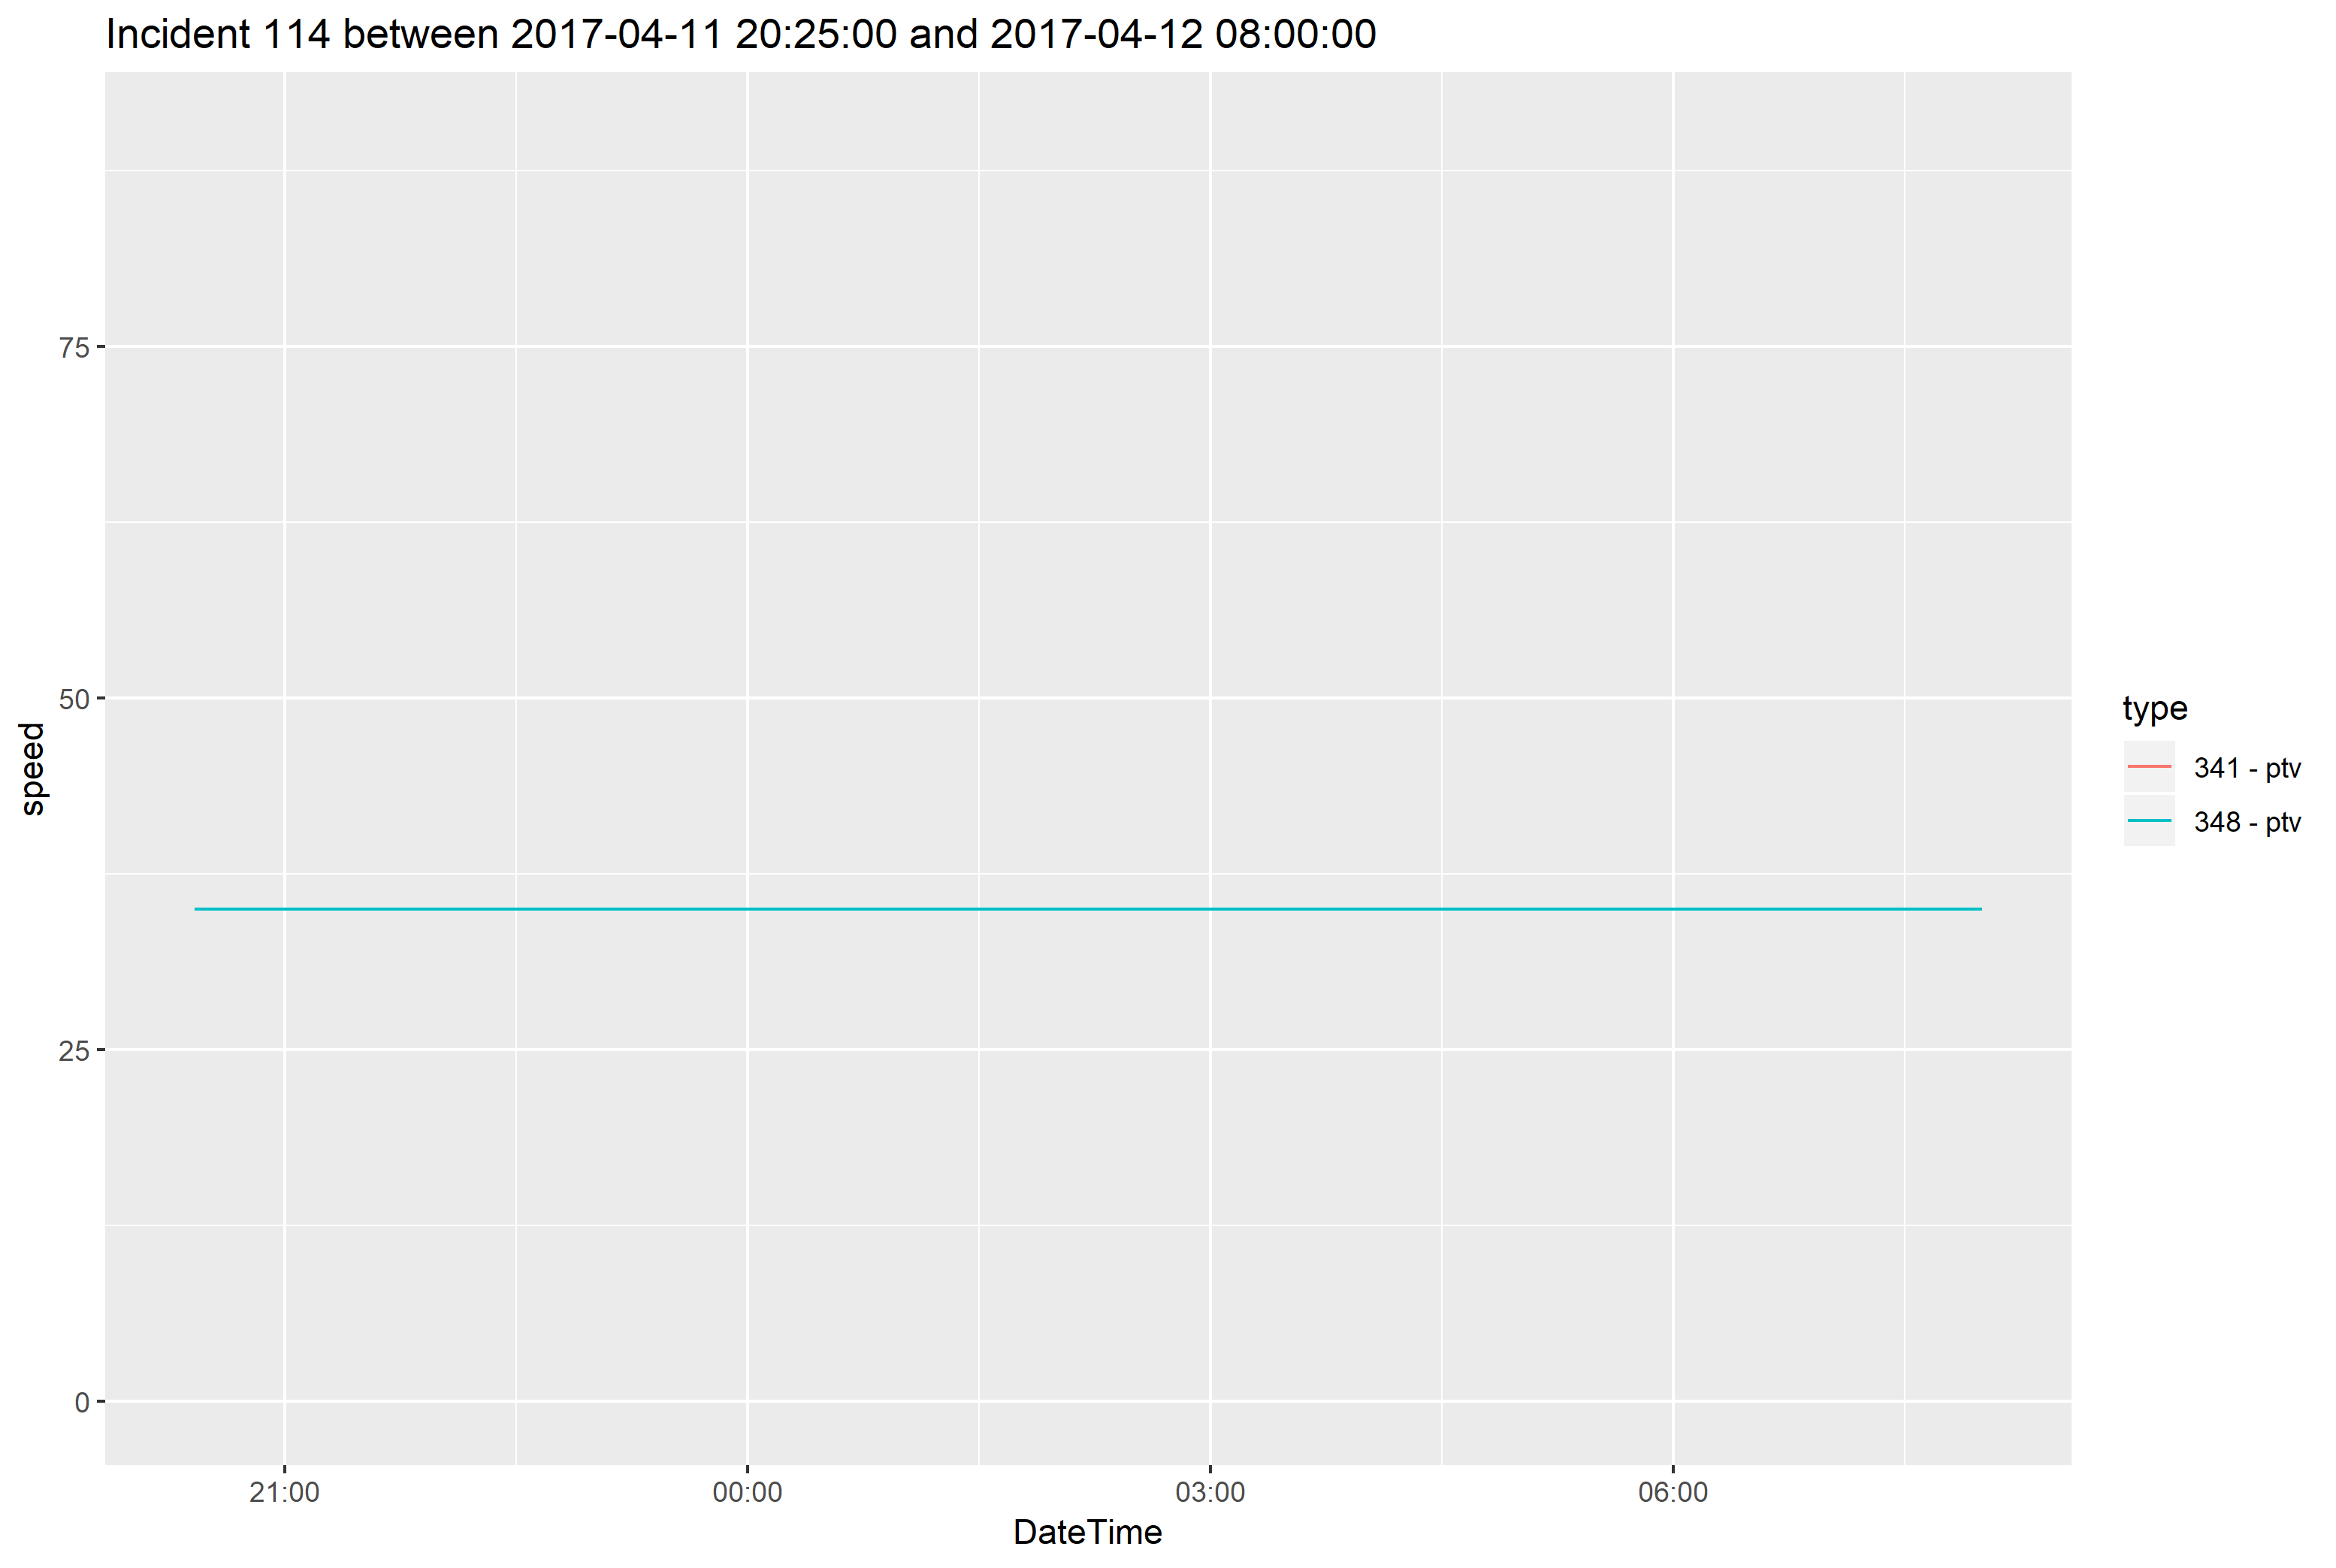 Incident 114 between 2017-04-11 20:25:00 and 2017-04-12 08:00:00
75
50
25
0
speed
21:00
00:00
03:00
06:00
DateTime
type
341 - ptv
348 - ptv